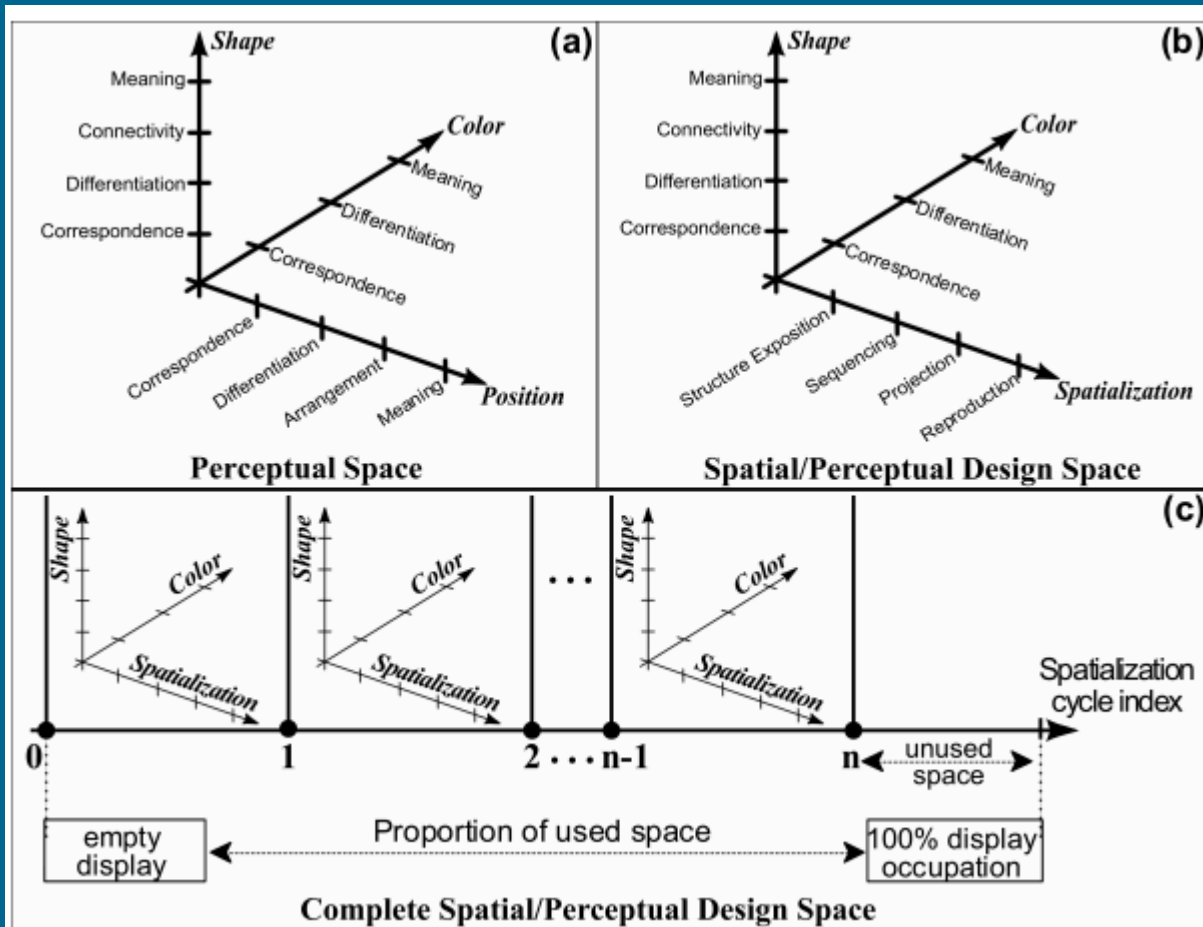 (a)
Shape
Meaning
Connectivity
Differentiation
Correspondence
Color
Meaning
Differentiation
Correspondence
Correspondence
Differentiation
Arrangement
Meaning
Position
Perceptual Space
(b)
Shape
Meaning
Connectivity
Differentiation
Correspondence
Color
Meaning
Differentiation
Correspondence
Structure Exposition
Sequencing
Projection
Reproduction
Spatialization
Spatial/Perceptual Design Space
(c)
Shape
Color
Spatialization
Shape
Color
Spatialization
...
Shape
Color
Spatialization
Spatialization
cycle index
0
1
2 ... n-1
n
unused
space
empty
display
Proportion of used space
100% display
occupation
Complete Spatial/Perceptual Design Space